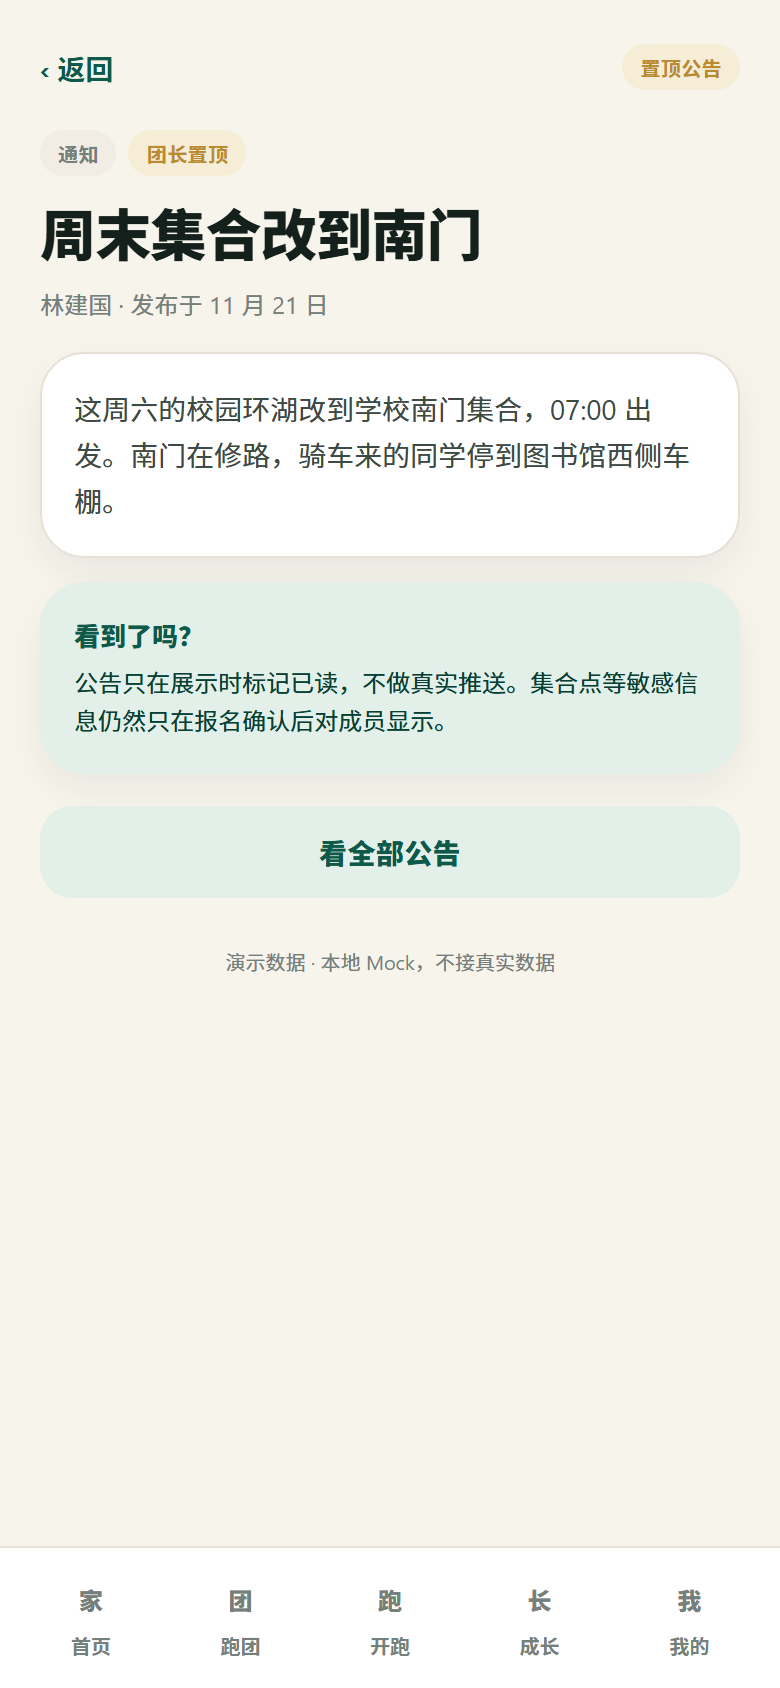 ‹ 返回
置顶公告
通知
团长置顶
周末集合改到南门
林建国 · 发布于 11 月 21 日
这周六的校园环湖改到学校南门集合，07:00 出
发。南门在修路，骑车来的同学停到图书馆西侧车
棚。
看到了吗？
公告只在展示时标记已读，不做真实推送。集合点等敏感信
息仍然只在报名确认后对成员显示。
看全部公告
演示数据 · 本地 Mock，不接真实数据
家
团
跑
长
我
首页
跑团
开跑
成长
我的